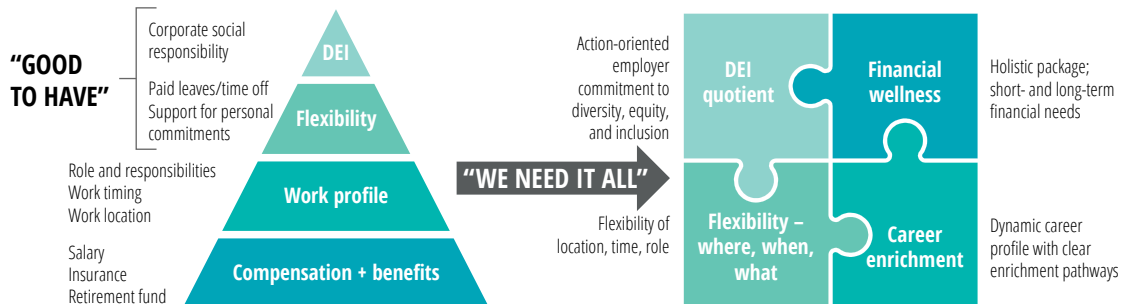 “GOOD
TO HAVE”
Corporate social
responsibility
Paid leaves/time off
Support for personal
commitments
Role and responsibilities
Work timing
Work location
Salary
Insurance
Retirement fund
DEI
Flexibility
Work profile
Compensation + benefits
“WE NEED IT ALL”
Action-oriented
employer
commitment to
diversity, equity,
and inclusion
Flexibility of
location, time, role
DEI
quotient
Financial
wellness
Flexibility –
where, when,
what
Career
enrichment
Holistic package;
short- and long-term
financial needs
Dynamic career
profile with clear
enrichment pathways